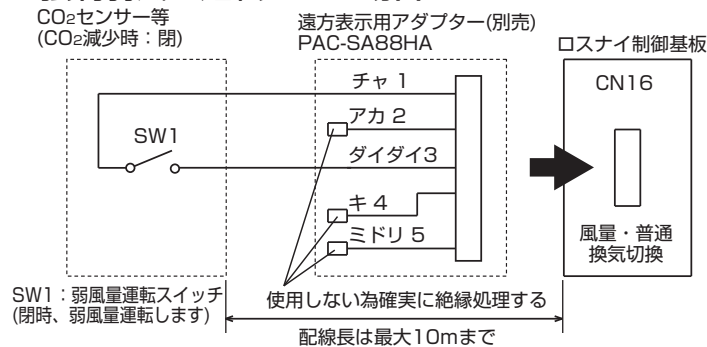 CO2センサー等
(CO2減少時：閉)
遠方表示用アダプター(別売)
PAC-SA88HA
ロスナイ制御基板
チャ 1
CN16
アカ 2
SW1
ダイダイ3
キ 4
ミドリ 5
風量・普通
換気切換
SW1：弱風量運転スイッチ
(閉時、弱風量運転します)
使用しない為確実に絶縁処理する
配線長は最大10mまで